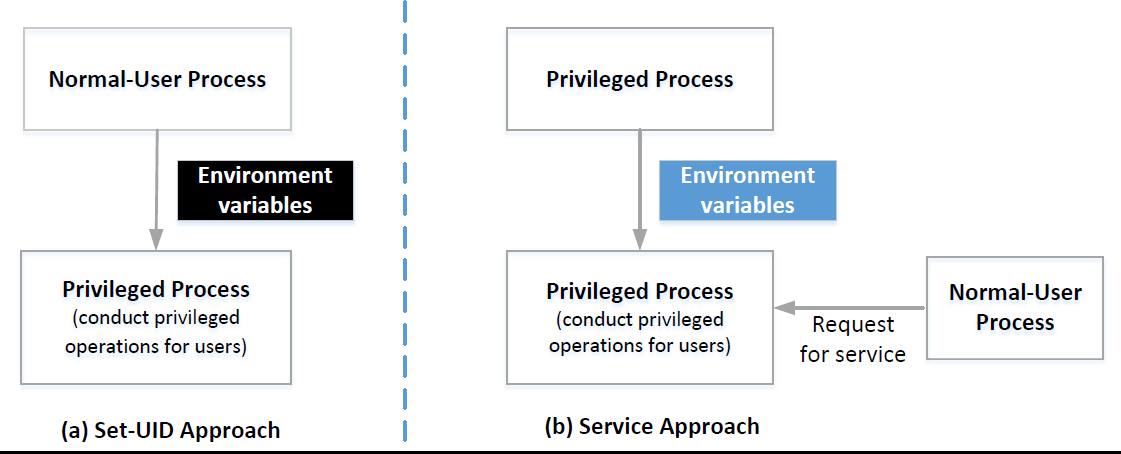 Normal-User Process
Environment
variables
Privileged Process
(conduct privileged
operations for users)
(a) Set-UID Approach
Privileged Process
Environment
variables
Privileged Process
(conduct privileged
operations for users)
Request
for service
Normal-User
Process
(b) Service Approach